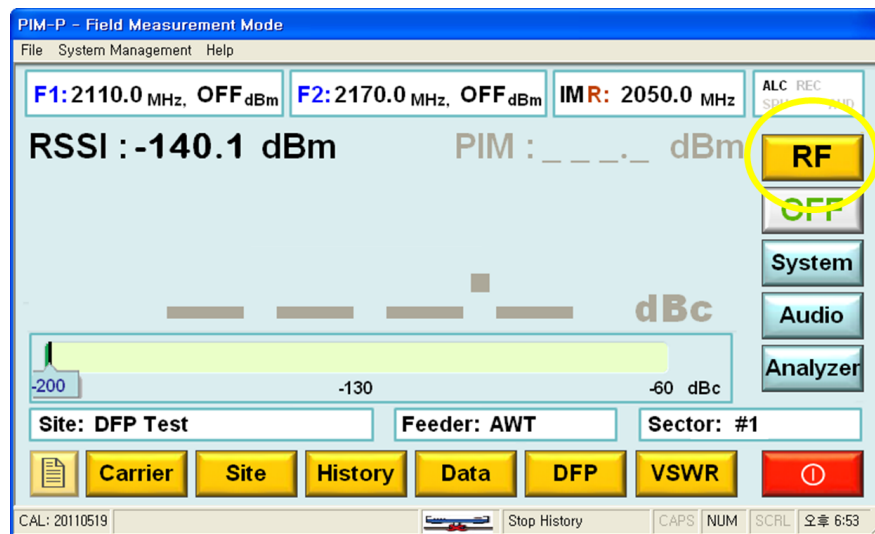 PIM-P - Field Measurement Mode
File System Management Help
F1:2110.0 MHz, OFF dBm F2:2170.0 MHz, OFF dBm IMR: 2050.0 MHz ALC REC
RSSI :-140.1 dBm PIM : _ _ _._ dBm RF
OFF
System
dBc Audio
Analyzer
-200 -130 -60 dBc
Site: DFP Test Feeder: AWT Sector: #1
Carrier Site History Data DFP VSWR
CAL: 20110519 Stop History CAPS NUM SCRL 오후 6:53